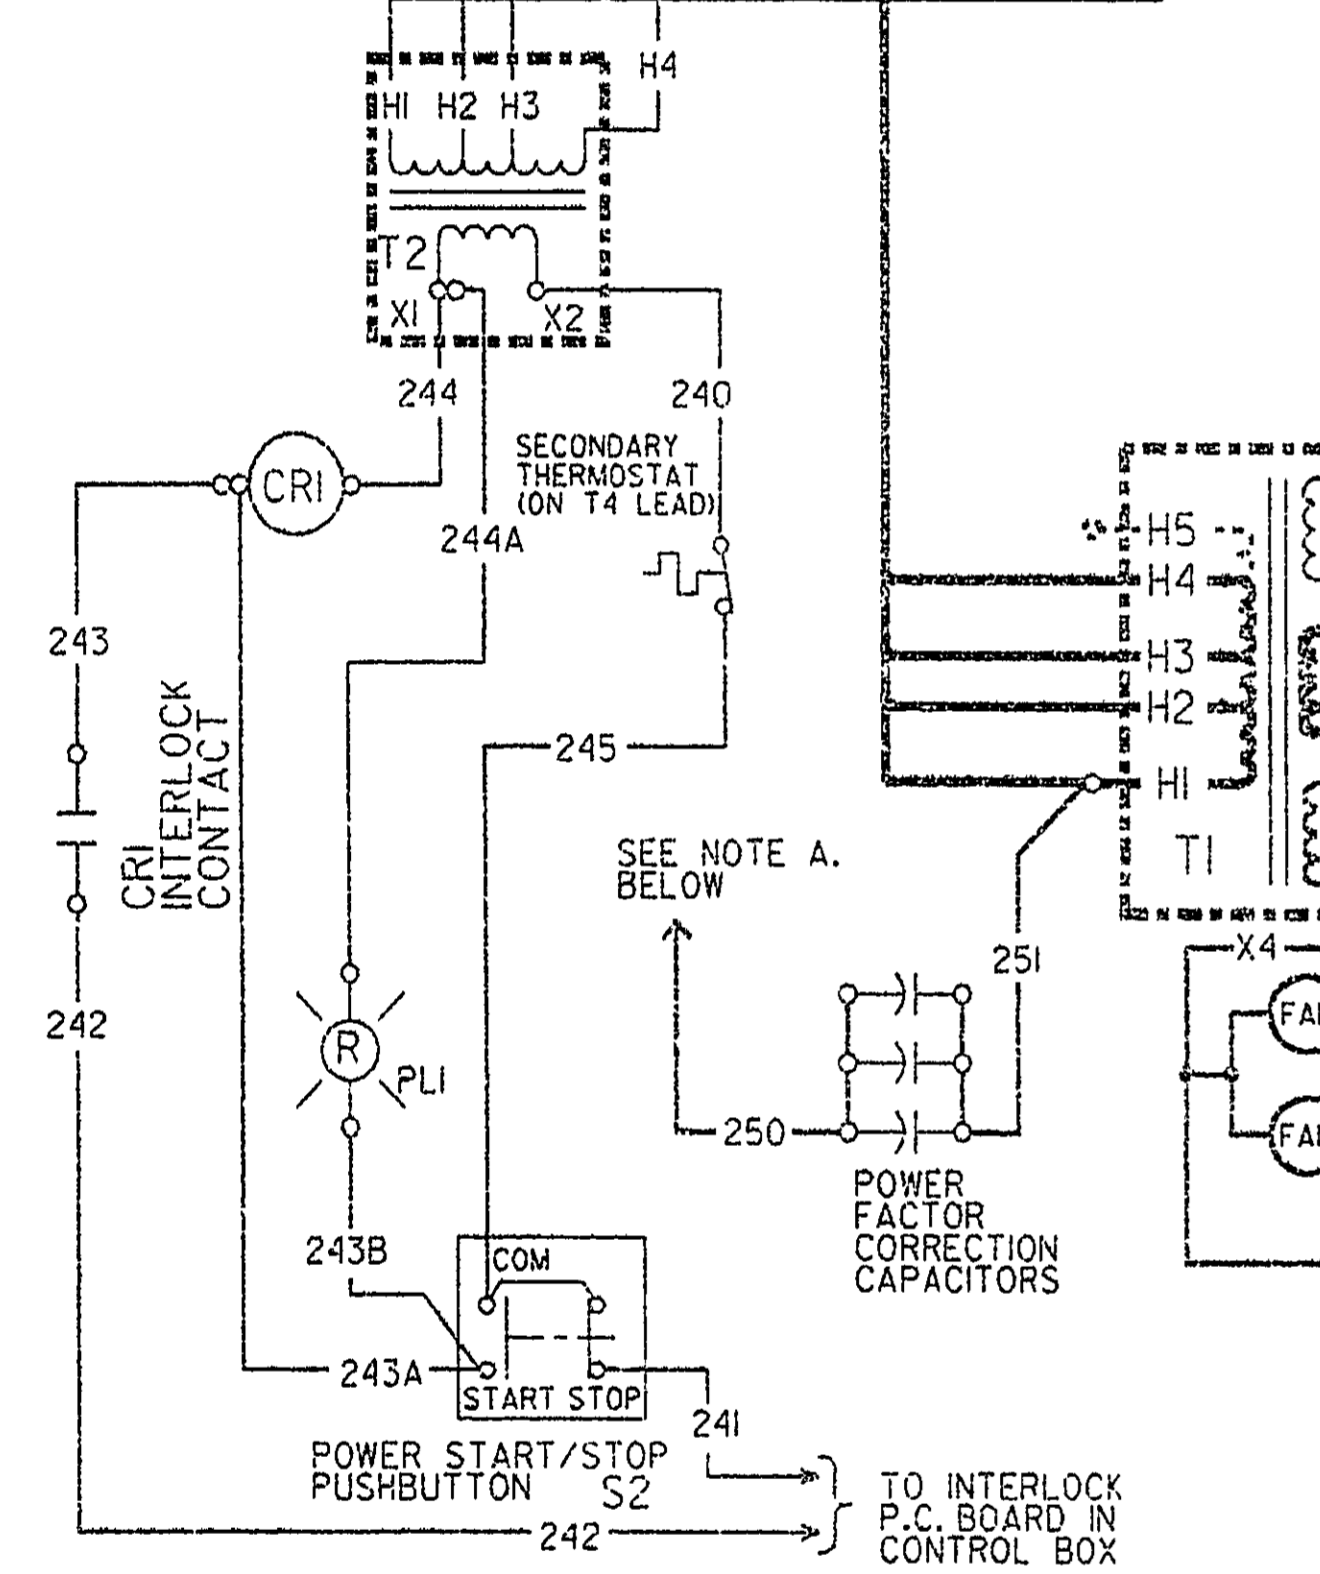 H4
H1 H2 H3
T2
X1 X2
244 240
SECONDARY
THERMOSTAT
(ON T4 LEAD)
CR1
244A
H5
H4
H3
H2
H1
T1
243
CR1
INTERLOCK
CONTACT
245
SEE NOTE A.
BELOW
X4
251
FA
FA
242
R
PL1
250
POWER
FACTOR
CORRECTION
CAPACITORS
243B
COM
243A
START STOP
241
POWER START/STOP
PUSHBUTTON S2
242
TO INTERLOCK
P.C. BOARD IN
CONTROL BOX